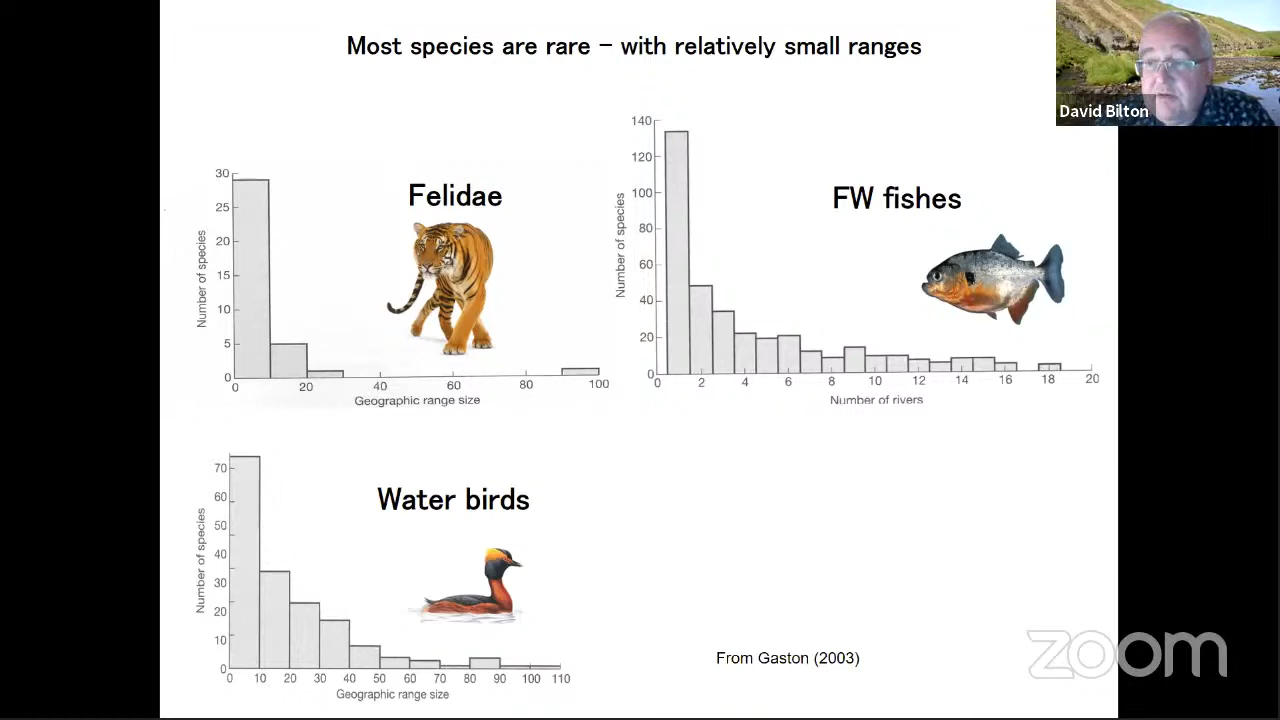 Most species are rare – with relatively small ranges
David Bilton
Felidae
30
25
20
15
10
5
0
Number of species
0 20 40 60 80 100
Geographic range size
FW fishes
140
120
100
80
60
40
20
0
Number of species
0 2 4 6 8 10 12 14 16 18 20
Number of rivers
Water birds
70
60
50
40
30
20
10
0
Number of species
0 10 20 30 40 50 60 70 80 90 100 110
Geographic range size
From Gaston (2003)
zoom